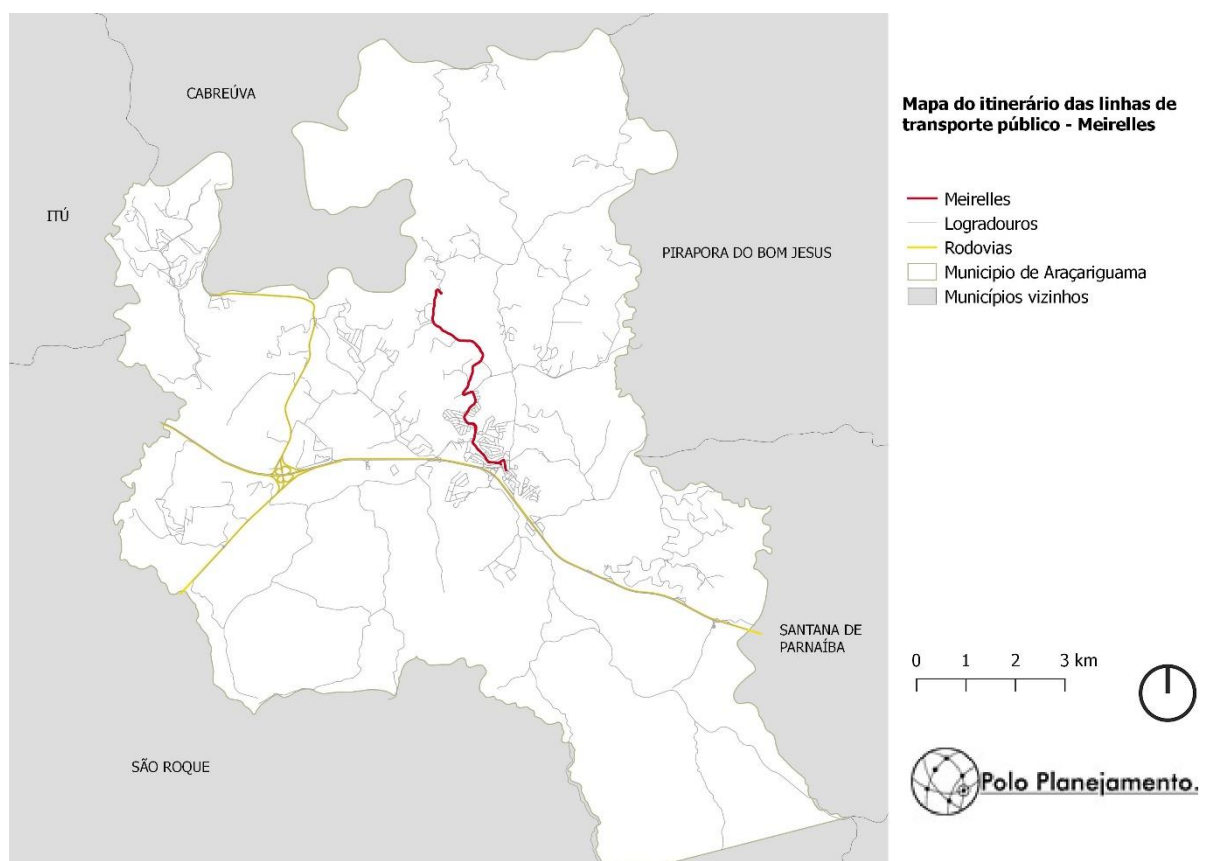 CABREÚVA
ITÚ
PIRAPORA DO BOM JESUS
SANTANA DE
PARNAÍBA
SÃO ROQUE
Mapa do itinerário das linhas de
transporte público - Meirelles
Meirelles
Logradouros
Rodovias
Municipio de Araçariguama
Municípios vizinhos
0 1 2 3 km
Polo Planejamento.